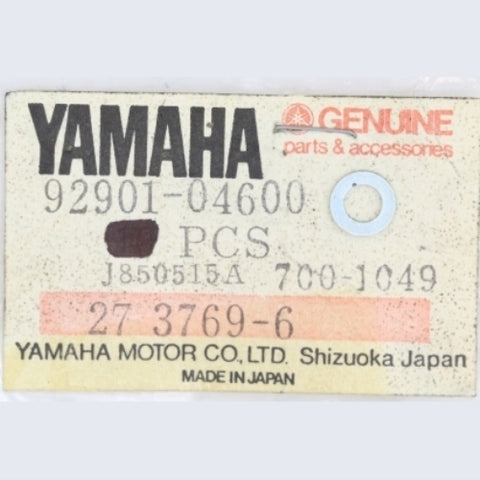 YAMAHA
GENUINE
parts & accessories
92901-04600
PCS
J850515A 700-1049
27 3769-6
YAMAHA MOTOR CO., LTD. Shizuoka Japan
MADE IN JAPAN